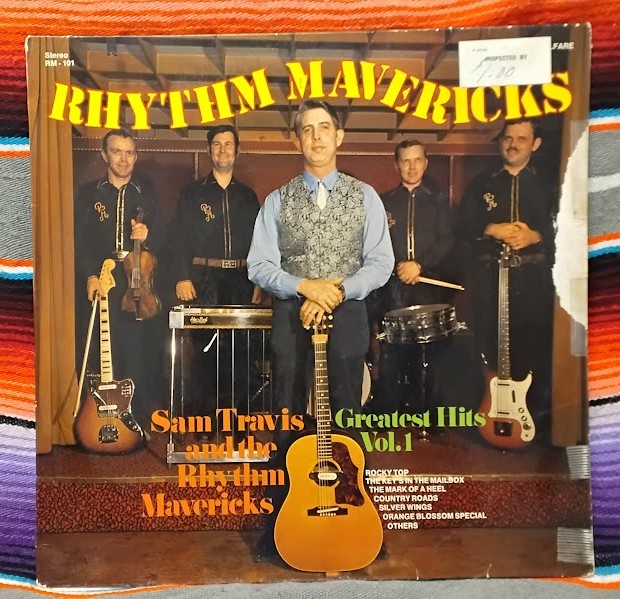 Stereo
RM - 101
INSPECTED BY
1.00
RHYTHM MAVERICKS
Sam Travis
and the
Rhythm
Mavericks
Greatest Hits
Vol. 1
ROCKY TOP
THE KEY'S IN THE MAILBOX
THE MARK OF A HEEL
COUNTRY ROADS
SILVER WINGS
ORANGE BLOSSOM SPECIAL
OTHERS